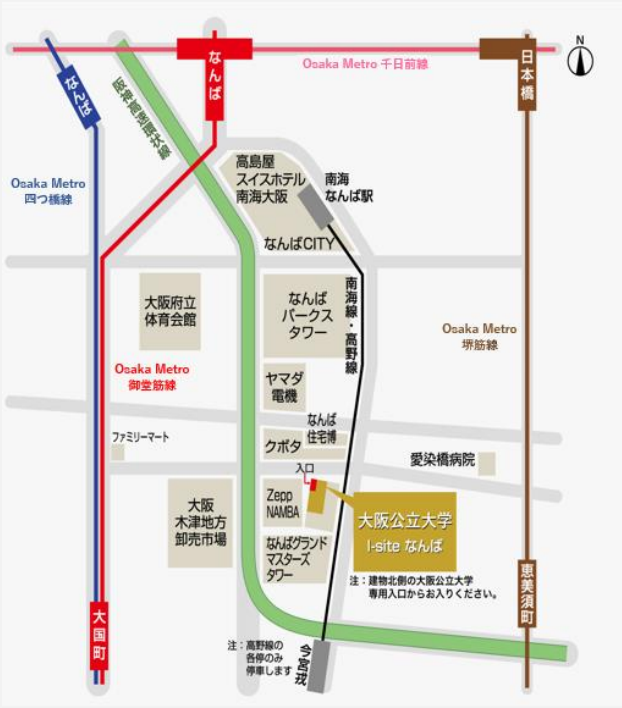 N
Osaka Metro 千日前線
なんば
なんば
日本橋
阪神高速環状線
高島屋
スイスホテル
南海大阪
南海
なんば駅
Osaka Metro
四つ橋線
なんばCITY
大阪府立
体育会館
なんば
パークス
タワー
南海線・高野線
Osaka Metro
堺筋線
Osaka Metro
御堂筋線
ヤマダ
電機
なんば
住宅博
ファミリーマート
クボタ
愛染橋病院
入口
大阪
木津地方
卸売市場
Zepp
NAMBA
大阪公立大学
I-site なんば
なんばグランド
マスターズ
タワー
注：建物北側の大阪公立大学
専用入口からお入りください。
恵美須町
大国町
注：高野線の
各停のみ
停車します
今宮戎